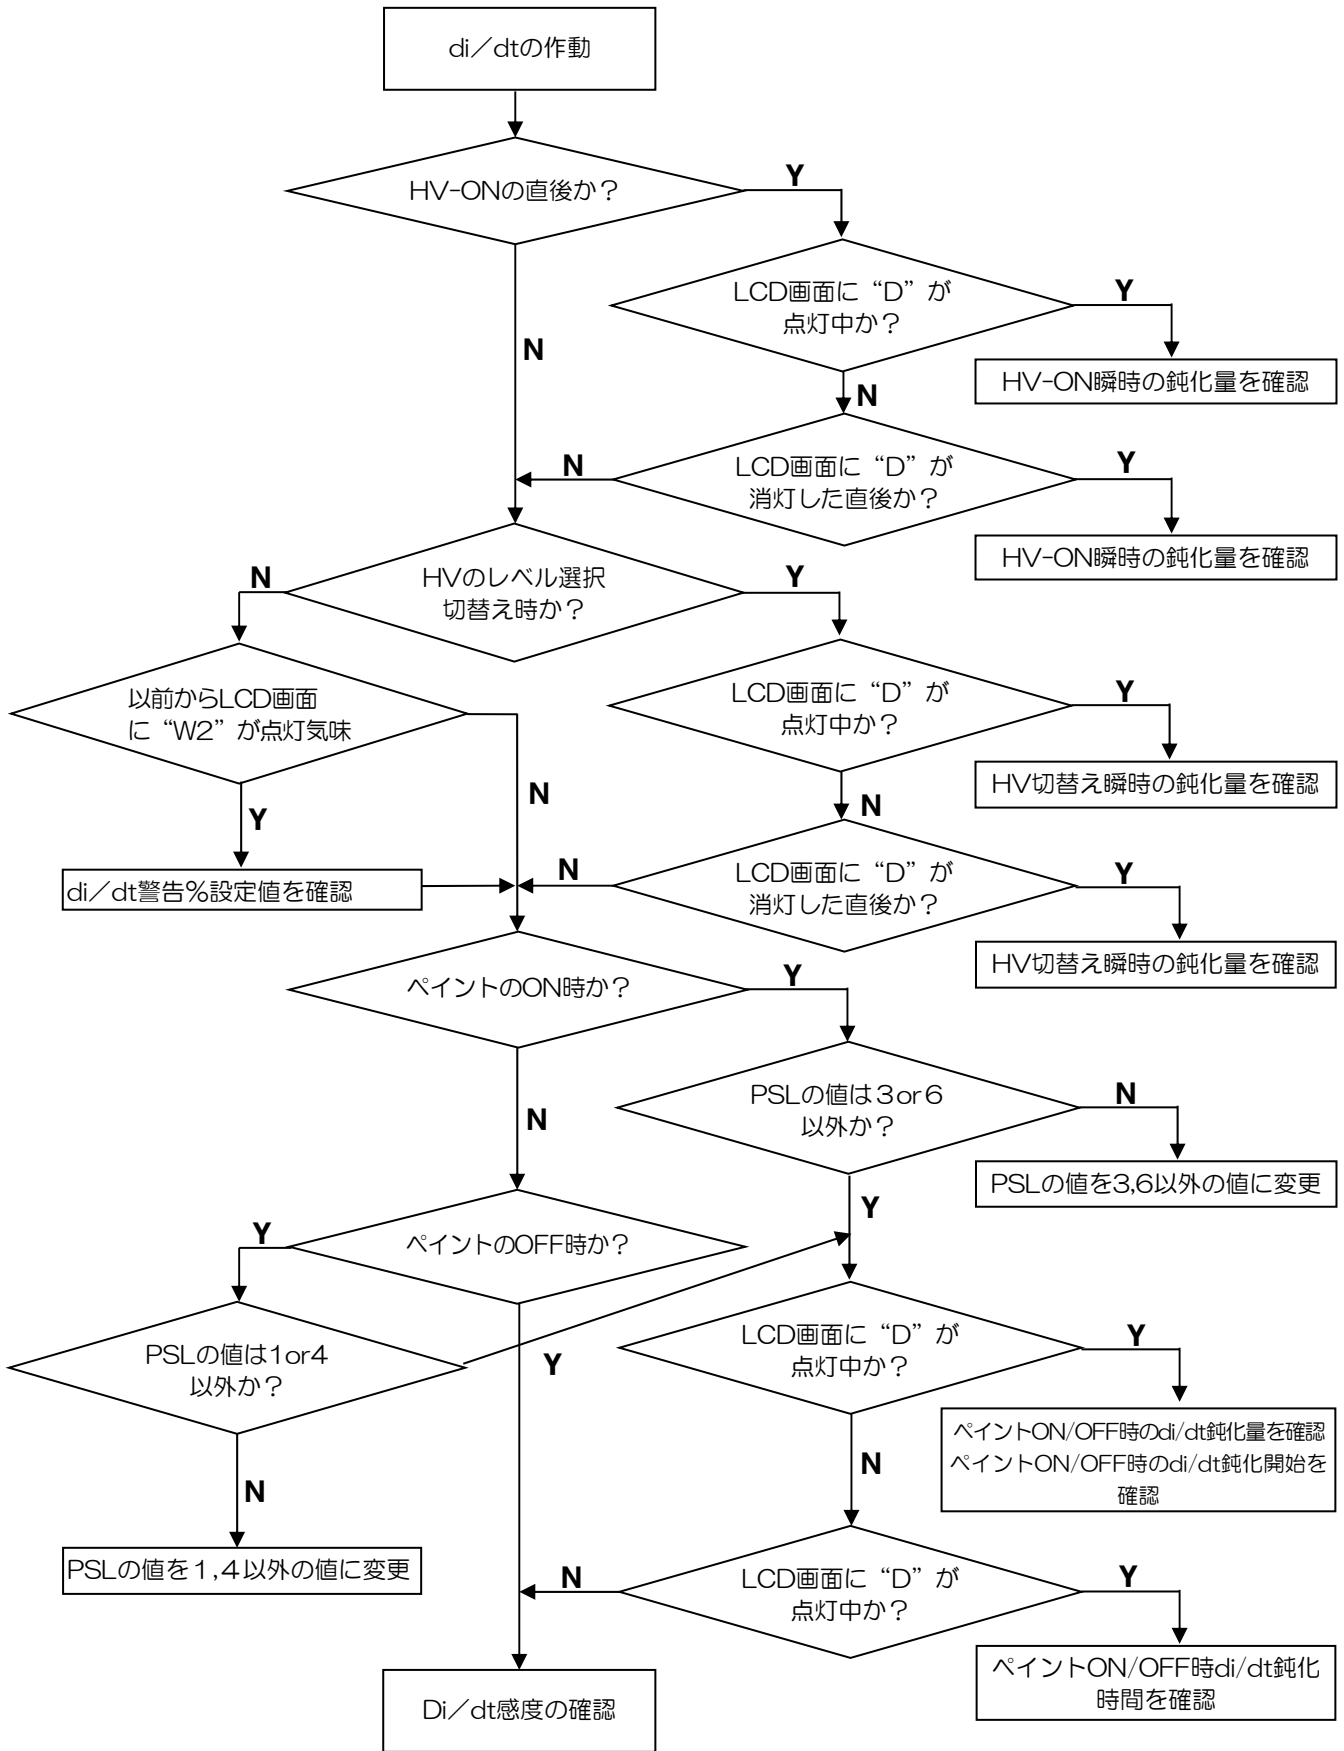 di／dtの作動
HV-ONの直後か？
Y
LCD画面に“D”が
点灯中か？
Y
HV-ON瞬時の鈍化量を確認
N
N
LCD画面に“D”が
消灯した直後か？
N
Y
HV-ON瞬時の鈍化量を確認
HVのレベル選択
切替え時か？
N
Y
以前からLCD画面
に“W2”が点灯気味
LCD画面に“D”が
点灯中か？
Y
HV切替え瞬時の鈍化量を確認
N
N
Y
di／dt警告％設定値を確認
N
LCD画面に“D”が
消灯した直後か？
Y
HV切替え瞬時の鈍化量を確認
ペイントのON時か？
Y
PSLの値は３or６
以外か？
N
PSLの値を3,6以外の値に変更
N
Y
ペイントのOFF時か？
Y
PSLの値は1or4
以外か？
Y
LCD画面に“D”が
点灯中か？
Y
ペイントON/OFF時のdi/dt鈍化量を確認
ペイントON/OFF時のdi/dt鈍化開始を
確認
N
N
PSLの値を１,４以外の値に変更
LCD画面に“D”が
点灯中か？
N
Y
ペイントON/OFF時di/dt鈍化
時間を確認
Di／dt感度の確認